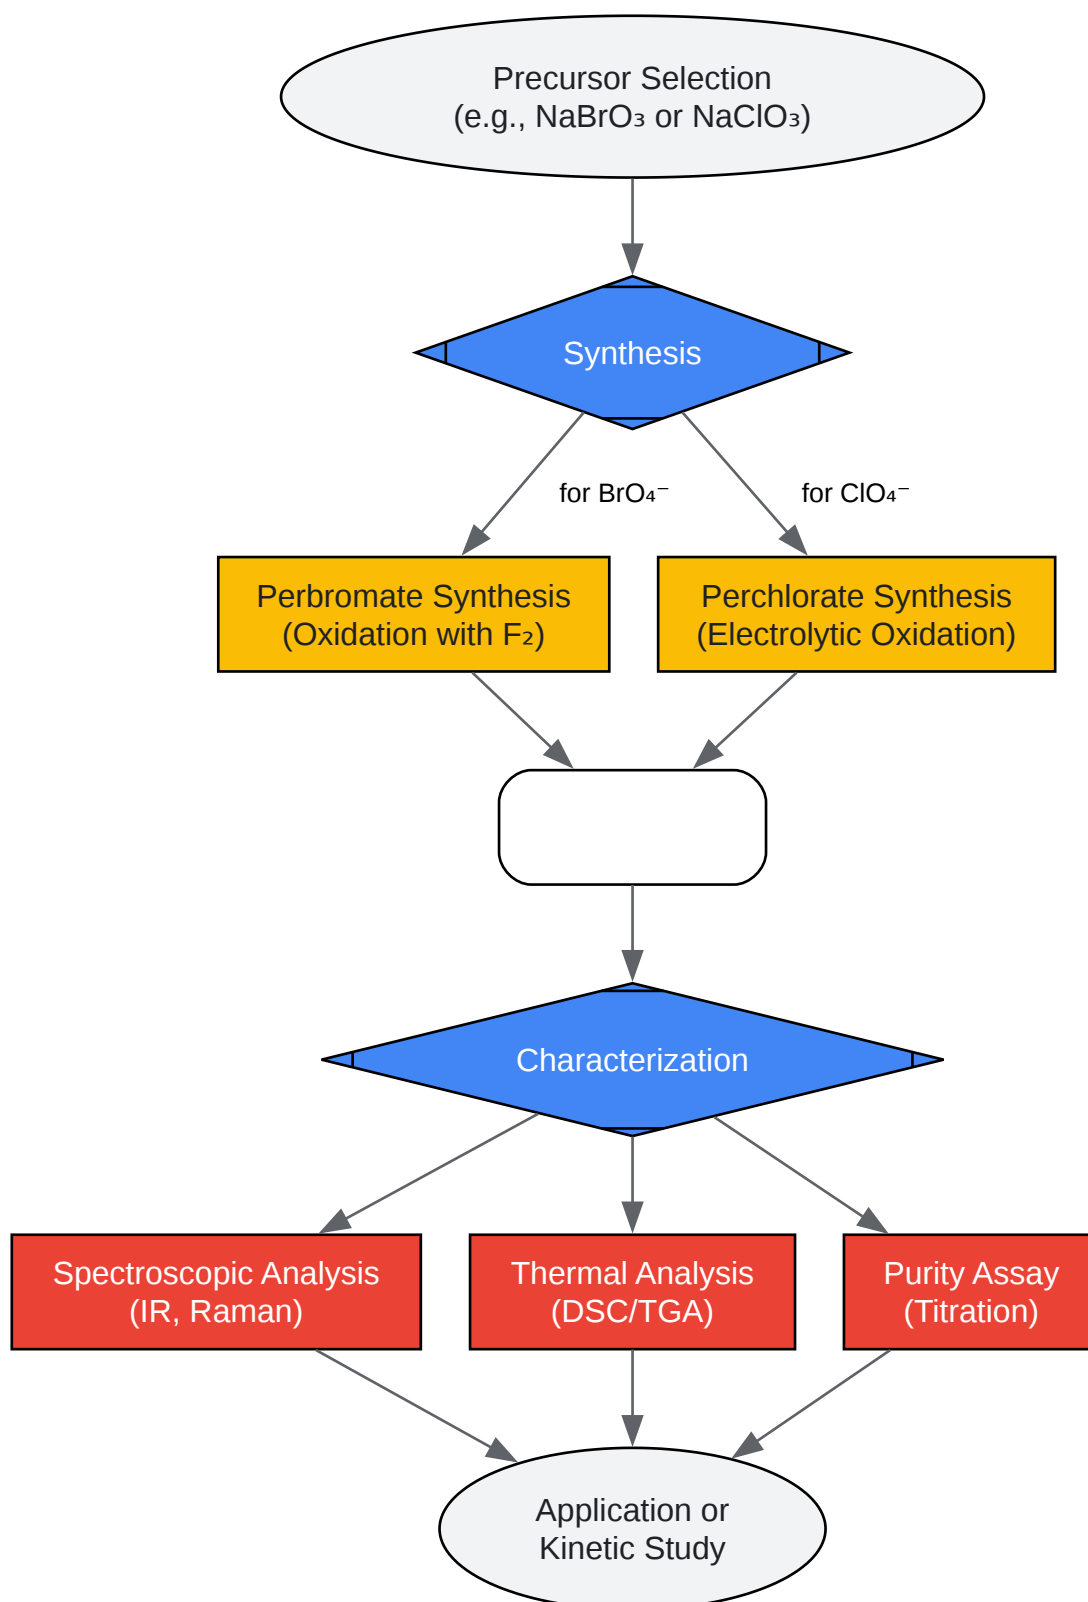 Precursor Selection
(e.g., NaBrO₃ or NaClO₃)
Synthesis
for BrO₄⁻
for ClO₄⁻
Perbromate Synthesis
(Oxidation with F₂)
Perchlorate Synthesis
(Electrolytic Oxidation)
Characterization
Spectroscopic Analysis
(IR, Raman)
Thermal Analysis
(DSC/TGA)
Purity Assay
(Titration)
Application or
Kinetic Study